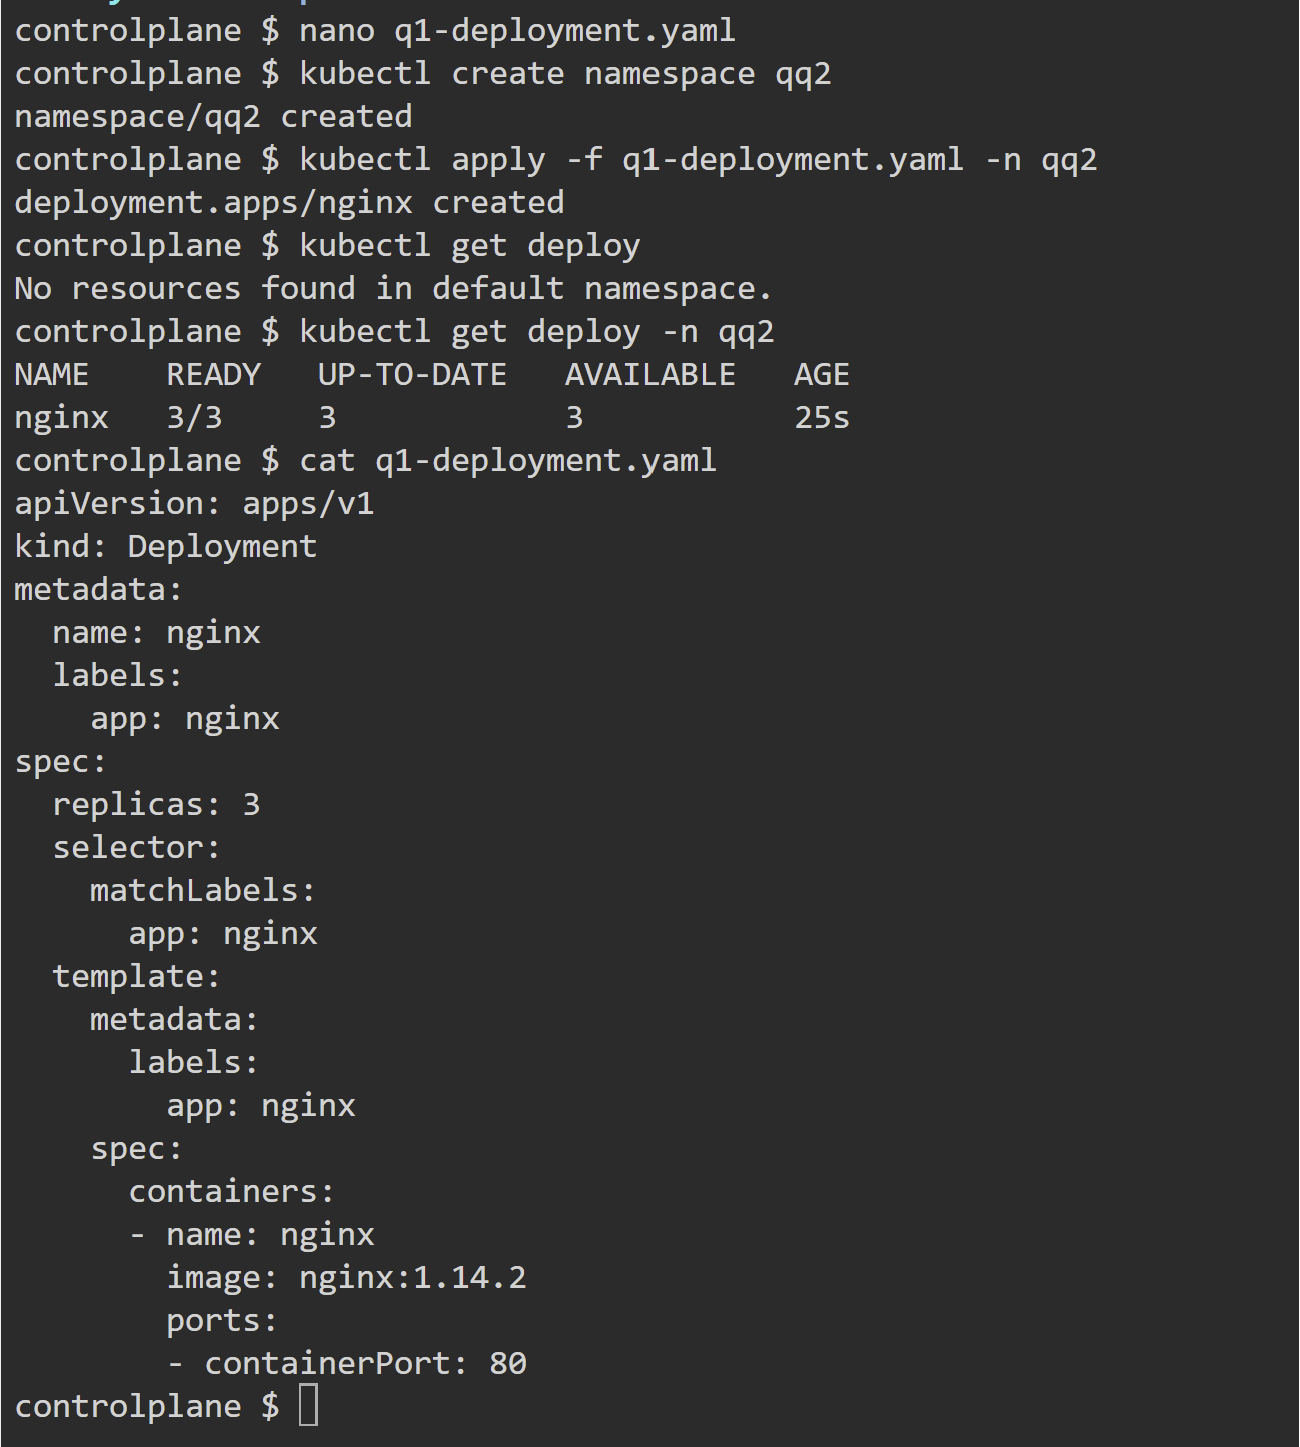 controlplane $ nano q1-deployment.yaml
controlplane $ kubectl create namespace qq2
namespace/qq2 created
controlplane $ kubectl apply -f q1-deployment.yaml -n qq2
deployment.apps/nginx created
controlplane $ kubectl get deploy
No resources found in default namespace.
controlplane $ kubectl get deploy -n qq2
NAME    READY   UP-TO-DATE   AVAILABLE   AGE
nginx   3/3     3            3           25s
controlplane $ cat q1-deployment.yaml
apiVersion: apps/v1
kind: Deployment
metadata:
  name: nginx
  labels:
    app: nginx
spec:
  replicas: 3
  selector:
    matchLabels:
      app: nginx
  template:
    metadata:
      labels:
        app: nginx
    spec:
      containers:
      - name: nginx
        image: nginx:1.14.2
        ports:
        - containerPort: 80
controlplane $